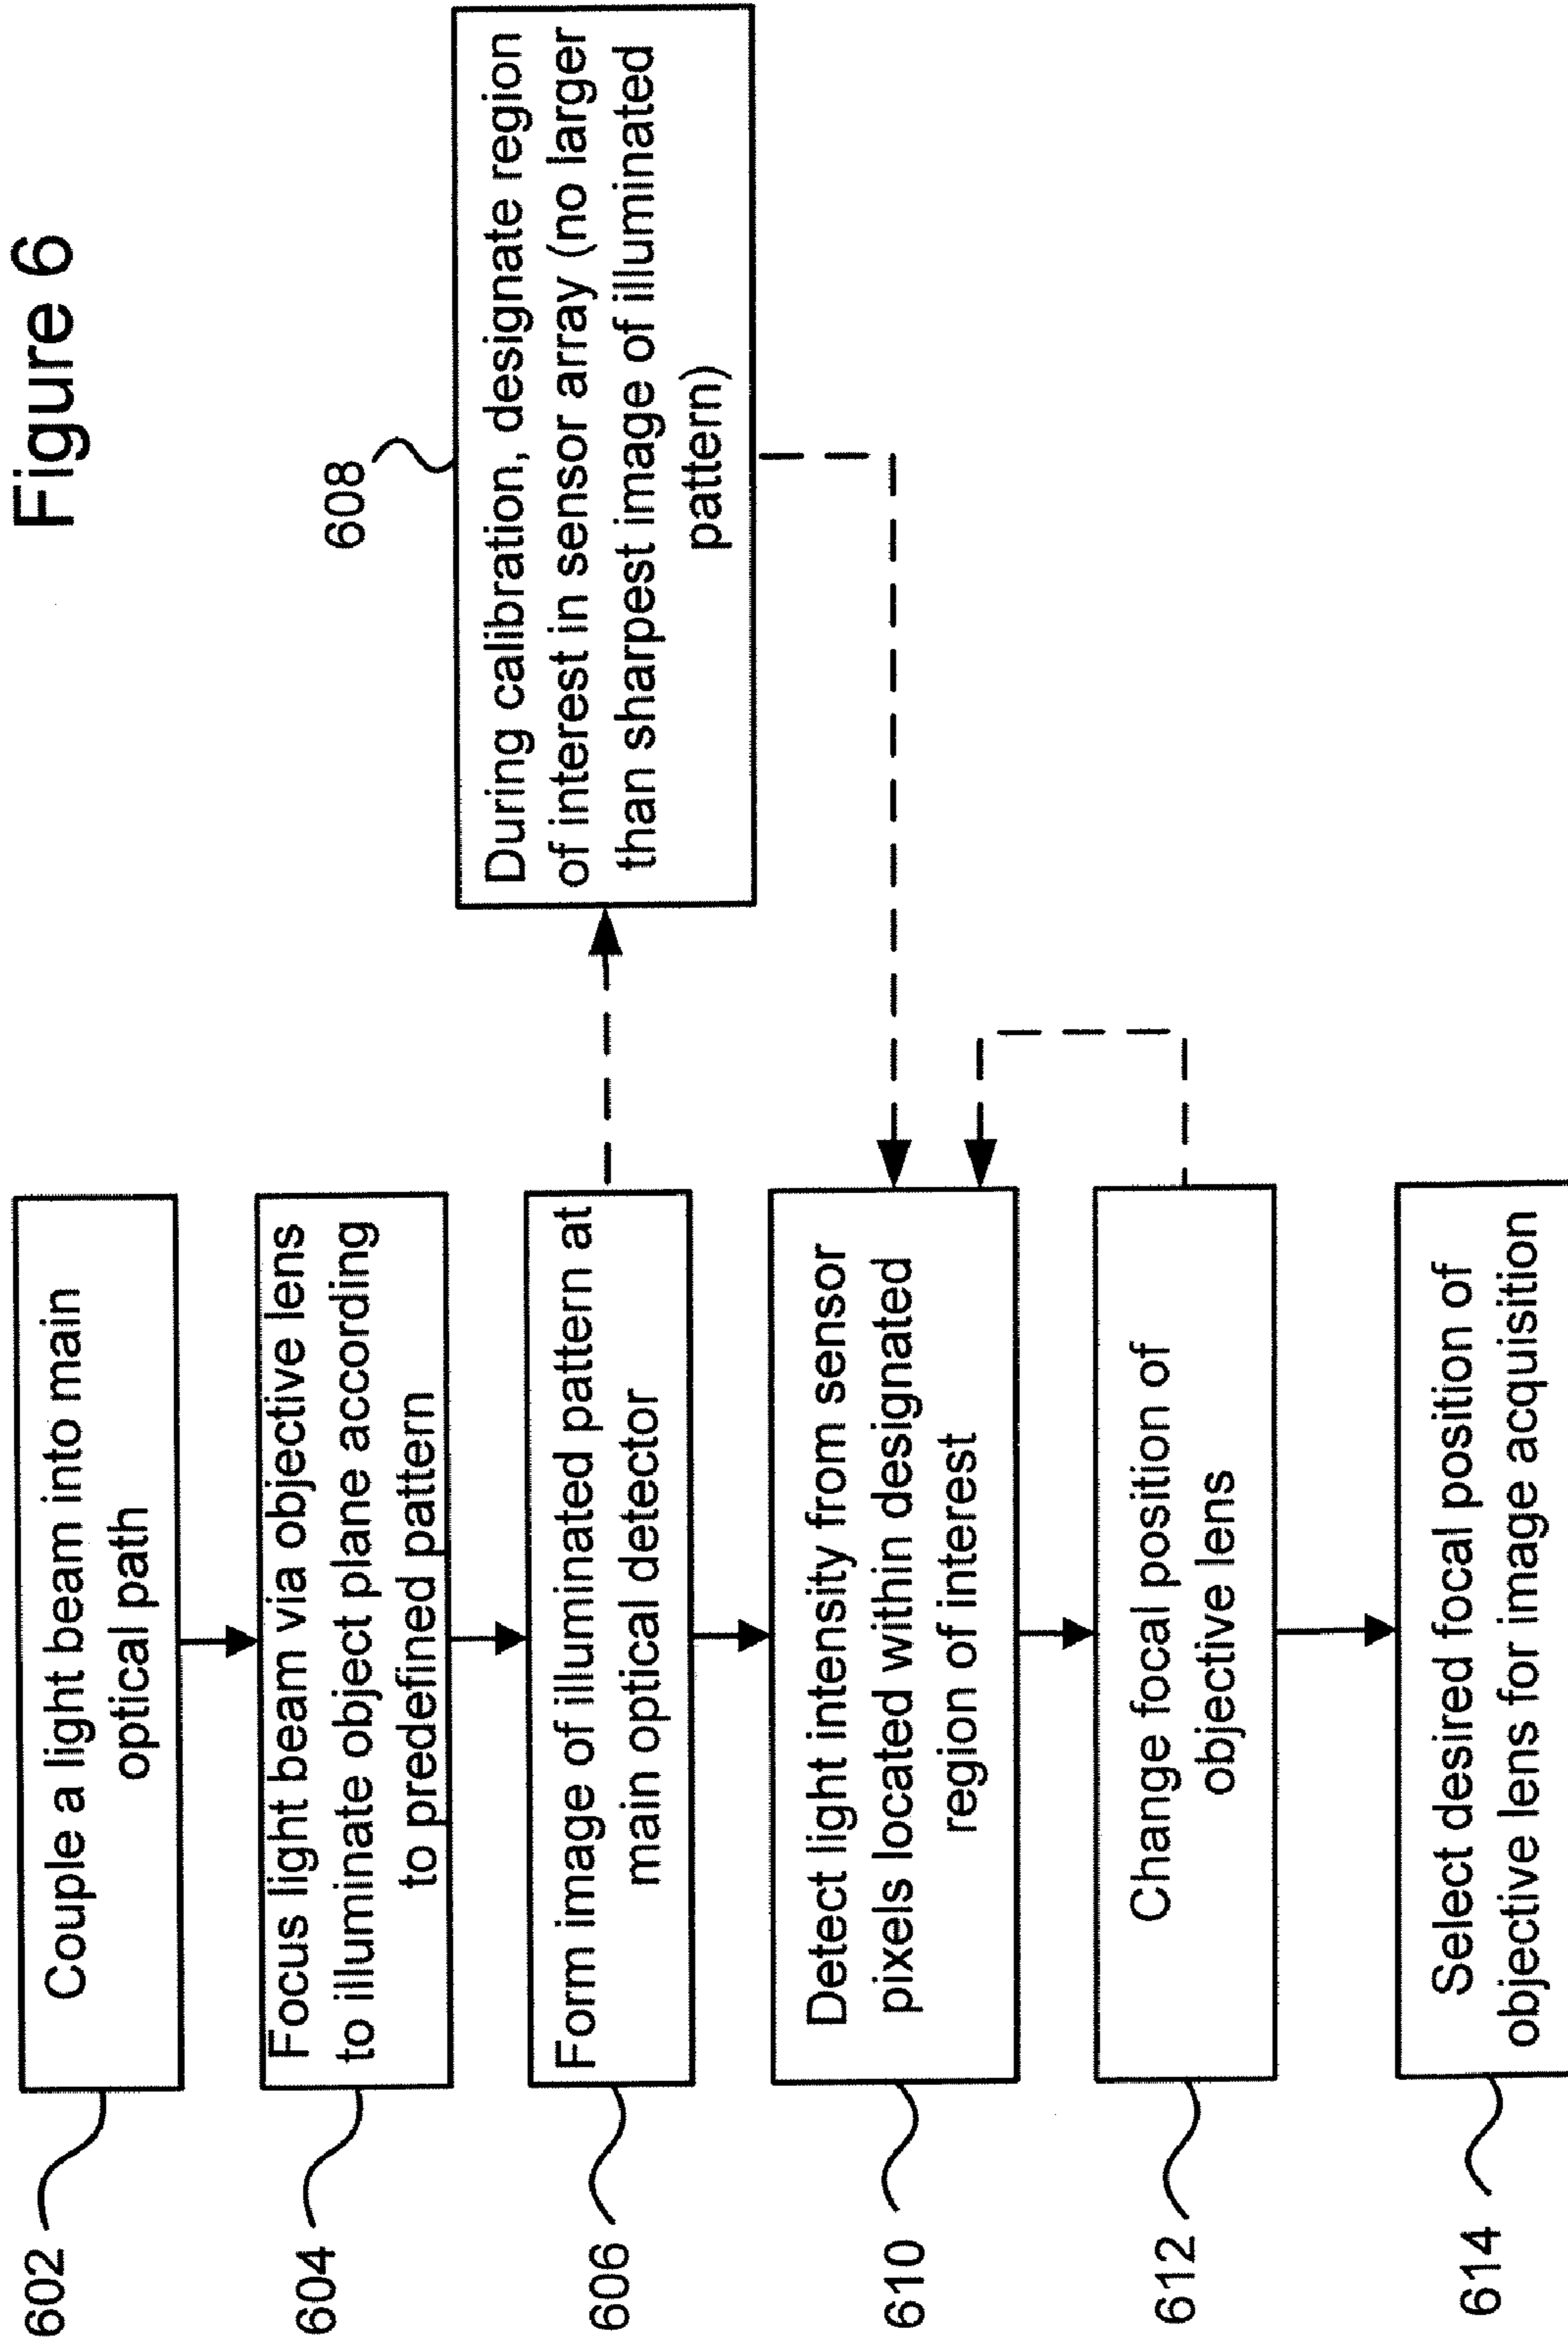 Figure 6
602
Couple a light beam into main
optical path
604
Focus light beam via objective lens
to illuminate object plane according
to predefined pattern
606
Form image of illuminated pattern at
main optical detector
608
During calibration, designate region
of interest in sensor array (no larger
than sharpest image of illuminated
pattern)
610
Detect light intensity from sensor
pixels located within designated
region of interest
612
Change focal position of
objective lens
614
Select desired focal position of
objective lens for image acquisition